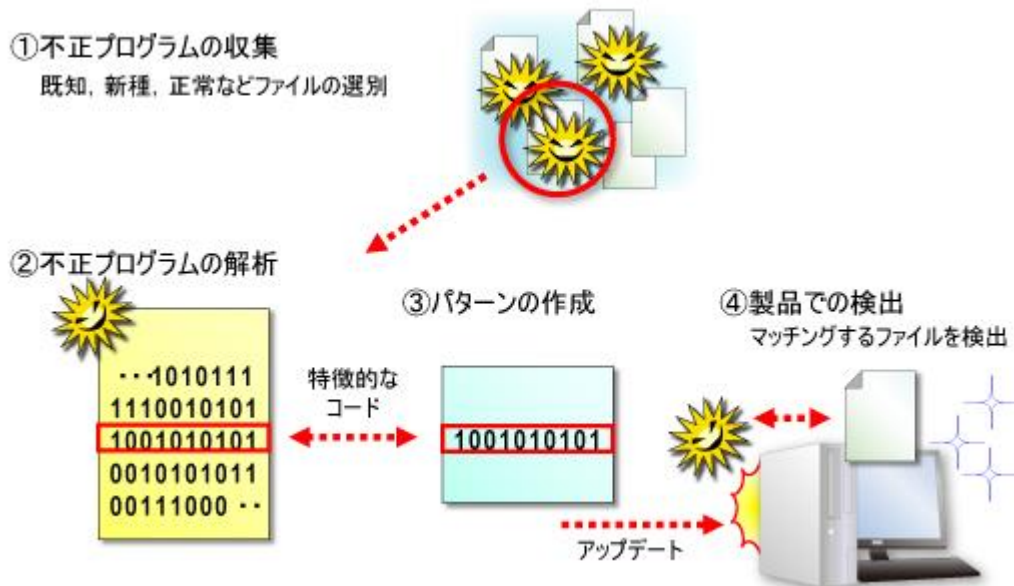 ①不正プログラムの収集
既知, 新種, 正常などファイルの選別
②不正プログラムの解析
‥‥1010111
1110010101
1001010101
0010101011
00111000 ‥
特徴的な
コード
③パターンの作成
1001010101
アップデート
④製品での検出
マッチングするファイルを検出